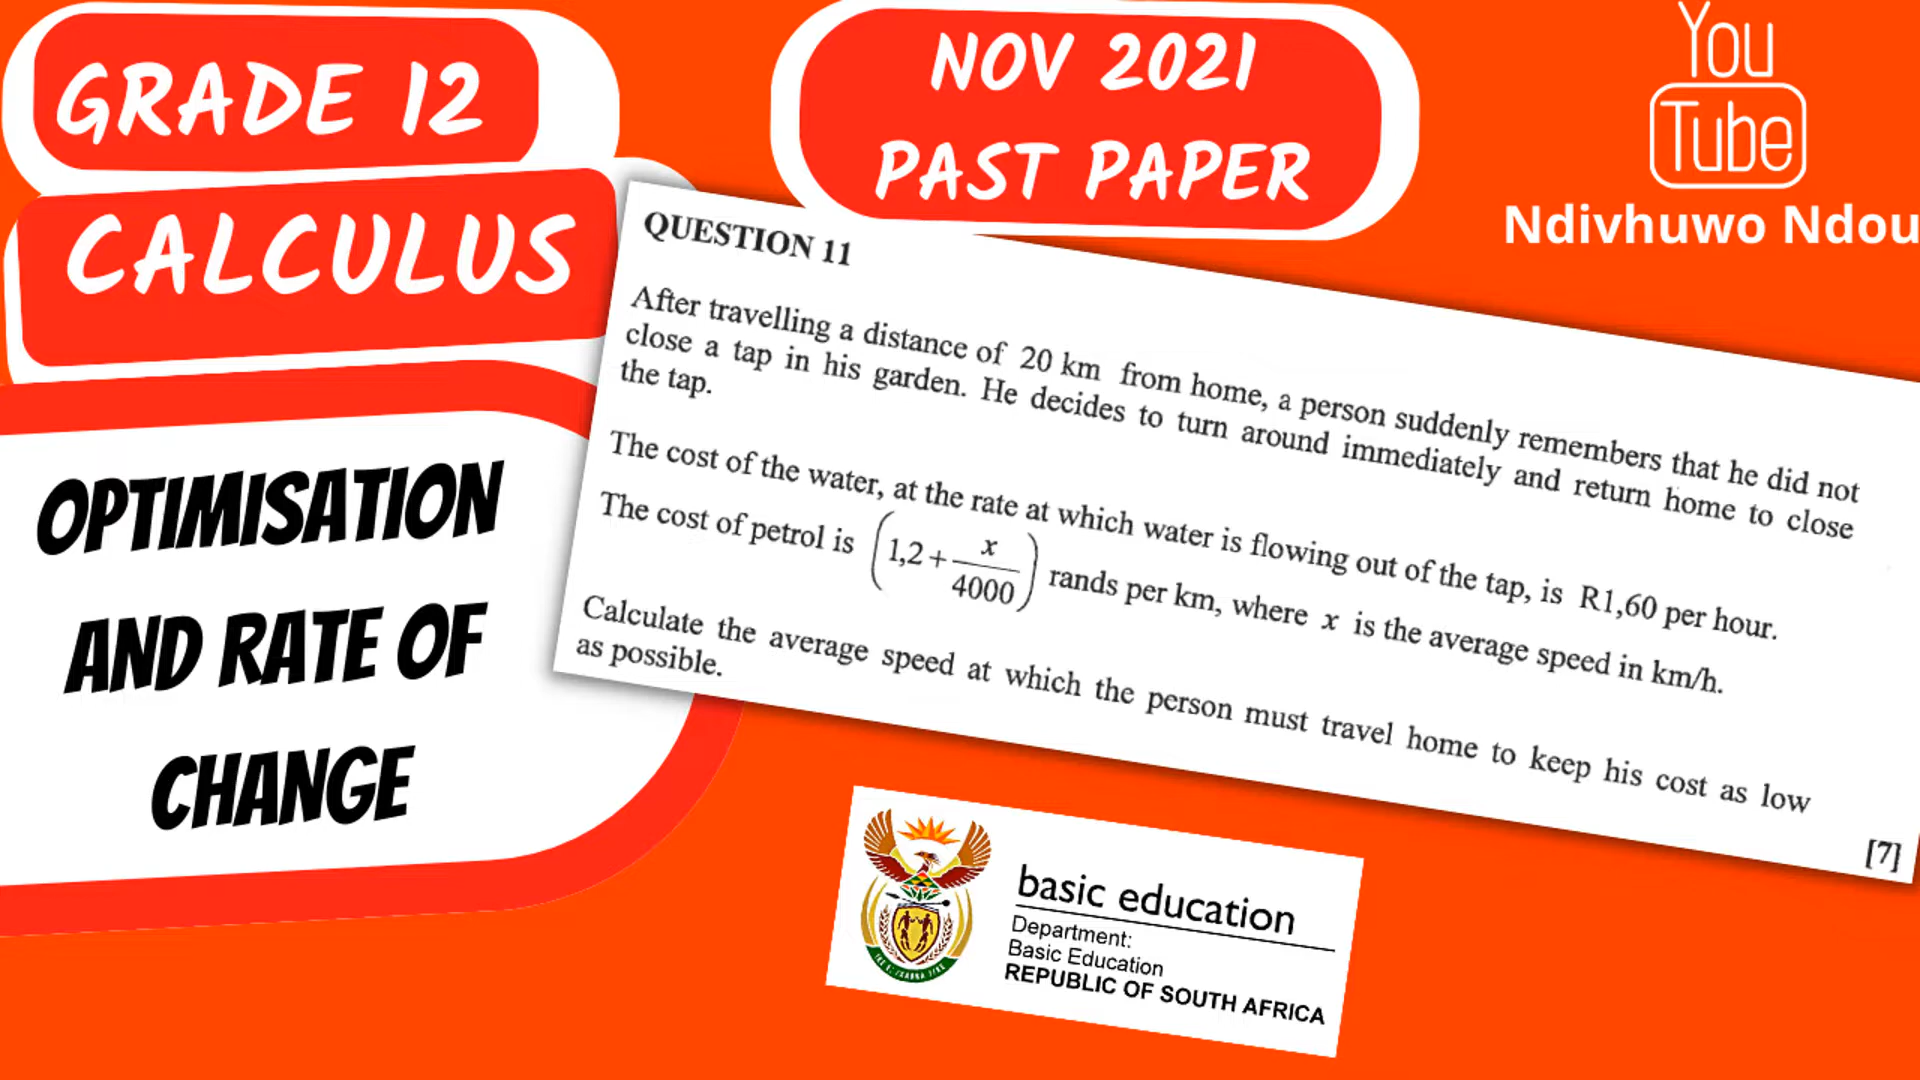 GRADE 12
CALCULUS
OPTIMISATION
AND RATE OF
CHANGE
NOV 2021
PAST PAPER
You
Tube
Ndivhuwo Ndou
QUESTION 11
After travelling a distance of 20 km from home, a person suddenly remembers that he did not
close a tap in his garden. He decides to turn around immediately and return home to close
the tap.
The cost of the water, at the rate at which water is flowing out of the tap, is R1,60 per hour.
The cost of petrol is (1,2 + x/4000) rands per km, where x is the average speed in km/h.
Calculate the average speed at which the person must travel home to keep his cost as low
as possible.
[7]
basic education
Department:
Basic Education
REPUBLIC OF SOUTH AFRICA